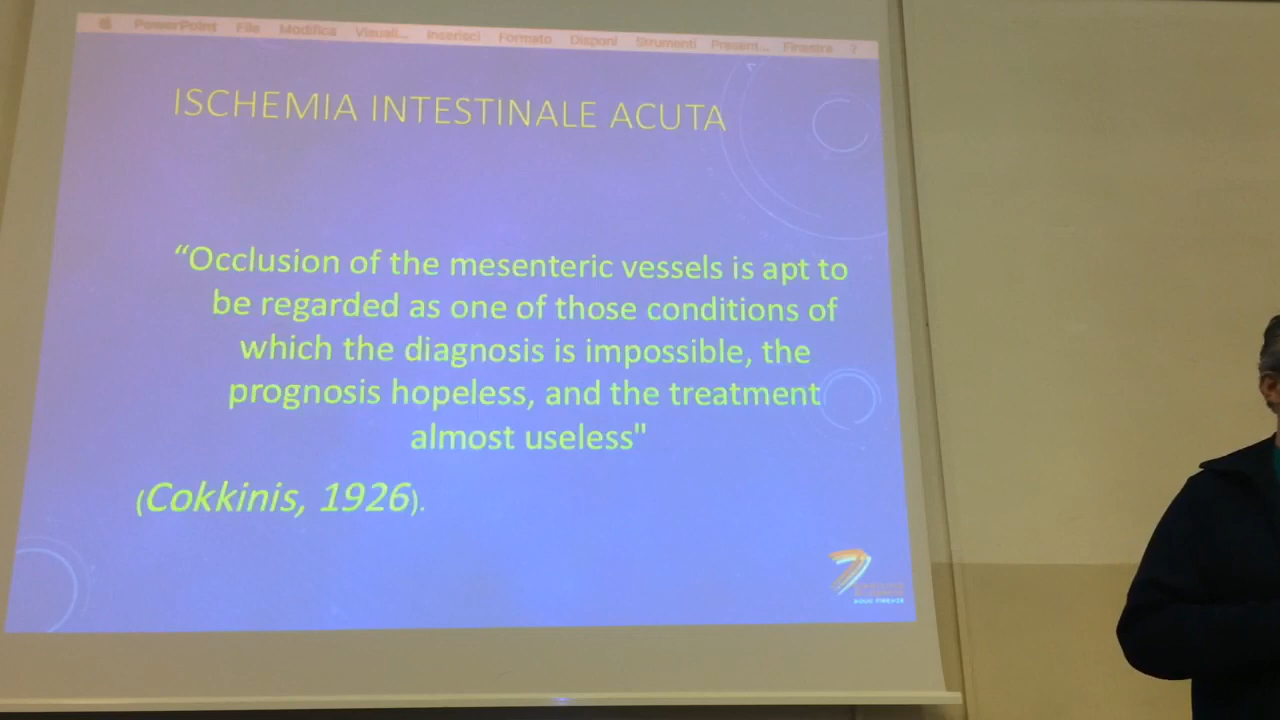 PowerPoint File Modifica Visuali... Inserisci Formato Disponi Strumenti Present... Finestra ?
ISCHEMIA INTESTINALE ACUTA
“Occlusion of the mesenteric vessels is apt to
be regarded as one of those conditions of
which the diagnosis is impossible, the
prognosis hopeless, and the treatment
almost useless"
(Cokkinis, 1926).